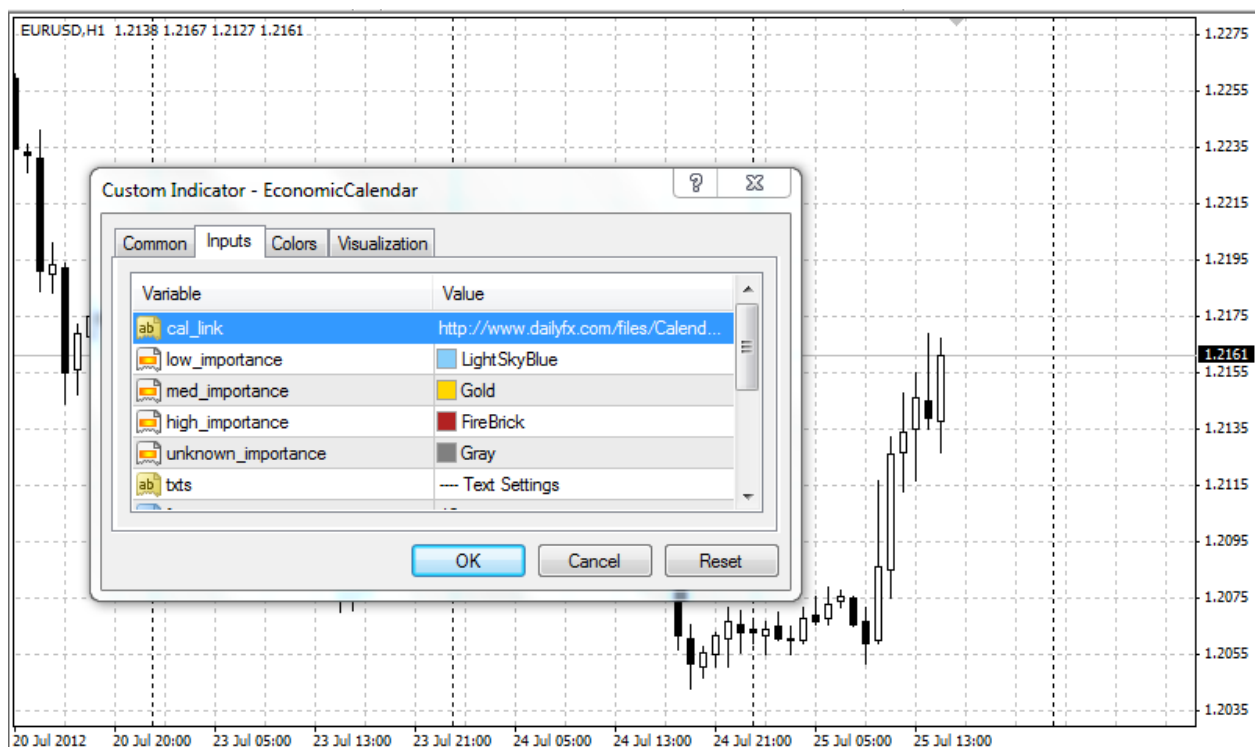 EURUSD,H1 1.2138 1.2167 1.2127 1.2161
1.2275
1.2255
1.2235
1.2215
1.2195
1.2175
1.2161
1.2155
1.2135
1.2115
1.2095
1.2075
1.2055
1.2035
Custom Indicator - EconomicCalendar
Common Inputs Colors Visualization
Variable Value
ab cal_link http://www.dailyfx.com/files/Calend...
low_importance LightSkyBlue
med_importance Gold
high_importance FireBrick
unknown_importance Gray
ab txts ---- Text Settings
OK Cancel Reset
20 Jul 2012 20 Jul 20:00 23 Jul 05:00 23 Jul 13:00 23 Jul 21:00 24 Jul 05:00 24 Jul 13:00 24 Jul 21:00 25 Jul 05:00 25 Jul 13:00